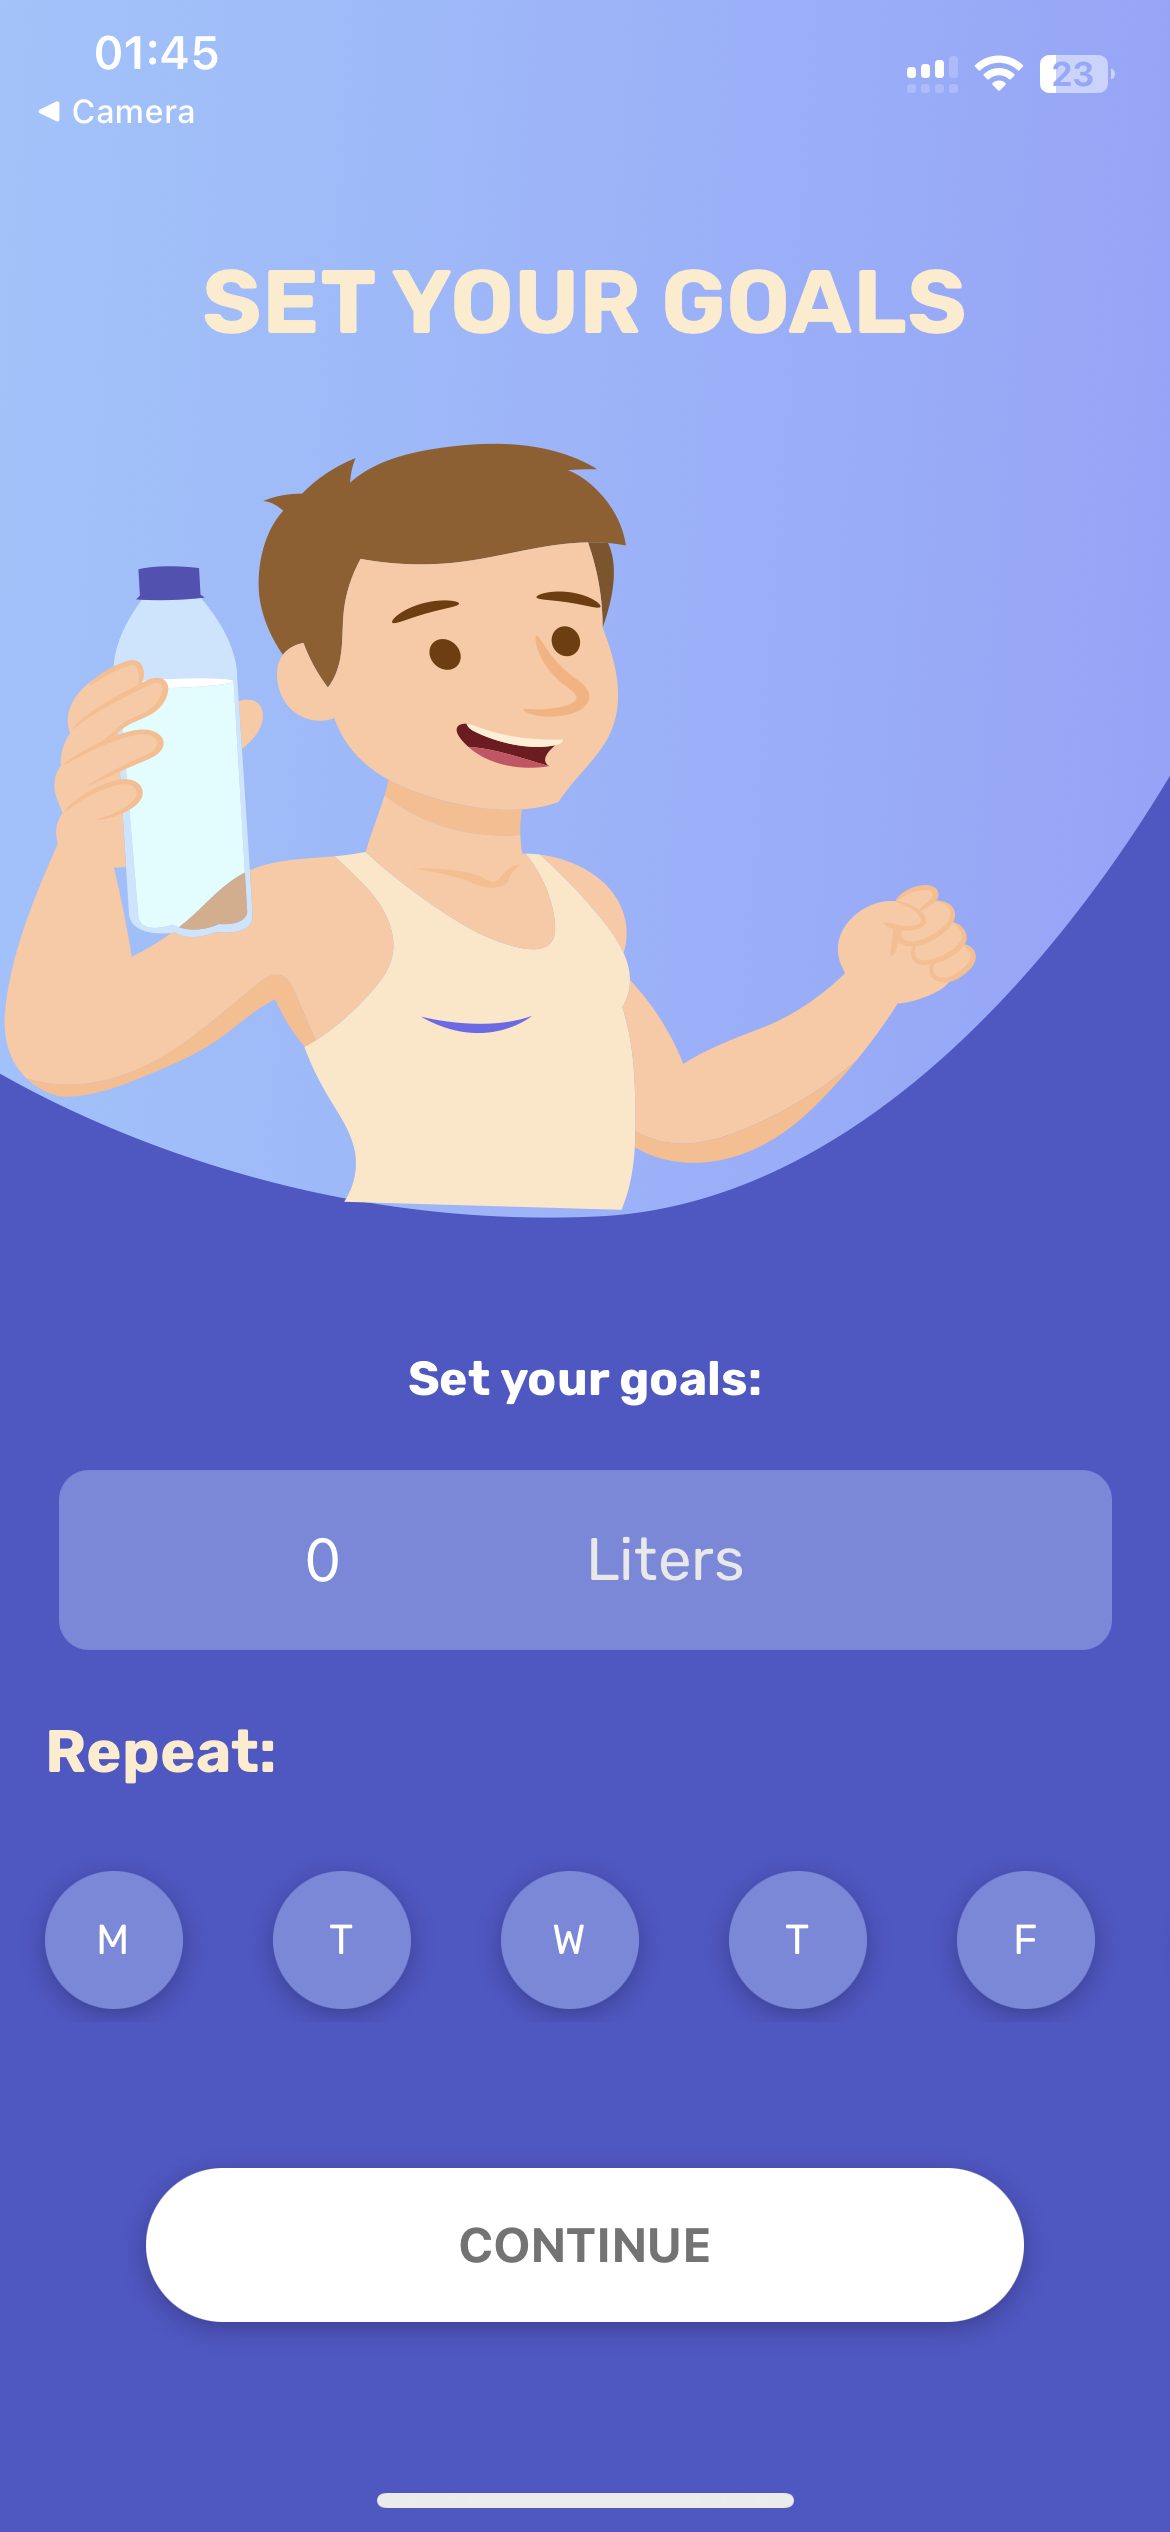 01:45
23
◀ Camera
SET YOUR GOALS
Set your goals:
0 Liters
Repeat:
M T W T F
CONTINUE